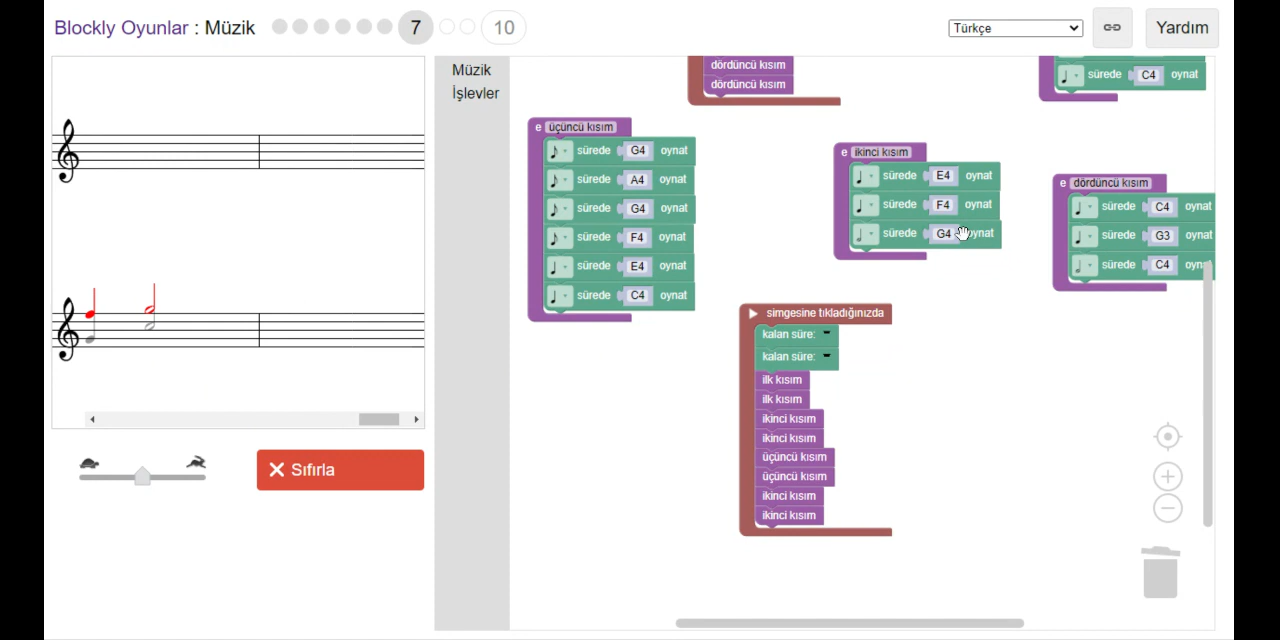 Blockly Oyunlar : Müzik
7
10
Türkçe
Yardım
Müzik
İşlevler
dördüncü kısım
dördüncü kısım
sürede C4 oynat
e üçüncü kısım
sürede G4 oynat
sürede A4 oynat
sürede G4 oynat
sürede F4 oynat
sürede E4 oynat
sürede C4 oynat
e ikinci kısım
sürede E4 oynat
sürede F4 oynat
sürede G4 oynat
e dördüncü kısım
sürede C4 oynat
sürede G3 oynat
sürede C4 oynat
simgesine tıkladığınızda
kalan süre:
kalan süre:
ilk kısım
ilk kısım
ikinci kısım
ikinci kısım
üçüncü kısım
üçüncü kısım
ikinci kısım
ikinci kısım
Sıfırla